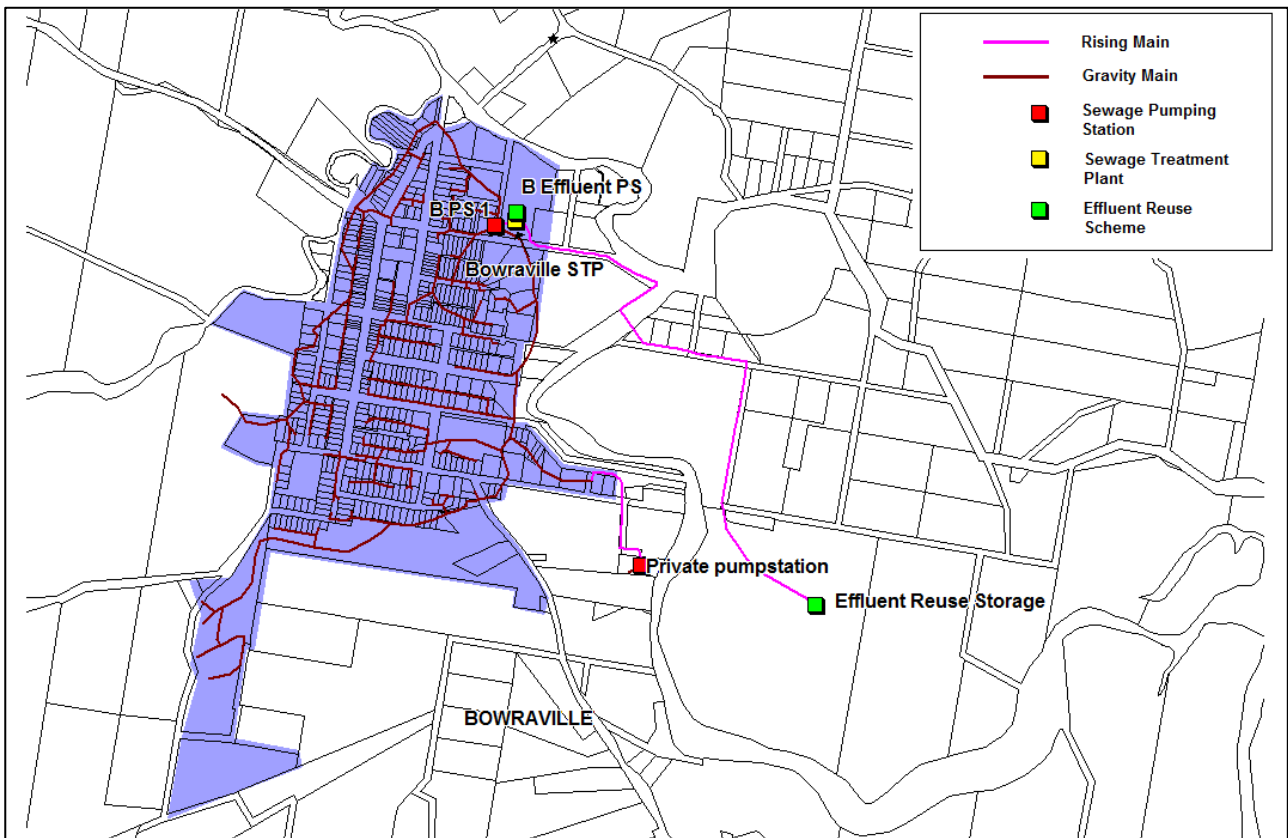 Rising Main
Gravity Main
Sewage Pumping
Station
Sewage Treatment
Plant
Effluent Reuse
Scheme
B Effluent PS
B PS 1
Bowraville STP
Private pumpstation
Effluent Reuse Storage
BOWRAVILLE